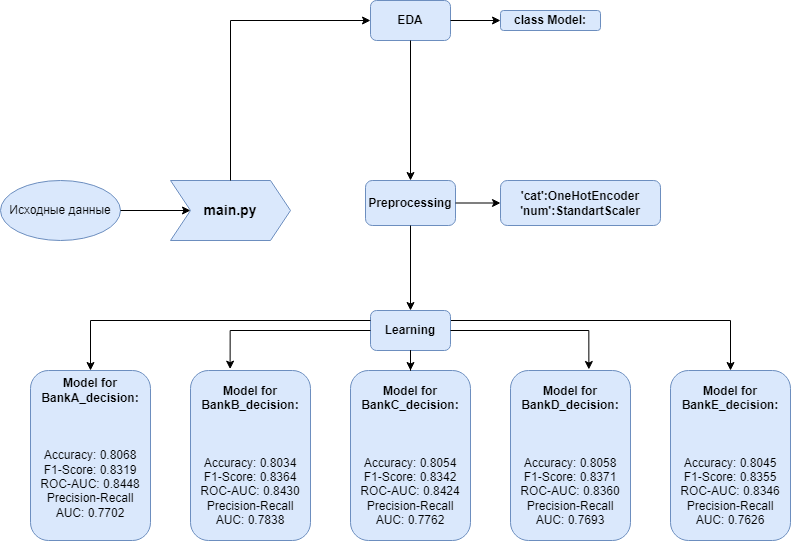 EDA
class Model:
Исходные данные
main.py
Preprocessing
'cat':OneHotEncoder
'num':StandartScaler
Learning
Model for
BankA_decision:
Accuracy: 0.8068
F1-Score: 0.8319
ROC-AUC: 0.8448
Precision-Recall
AUC: 0.7702
Model for
BankB_decision:
Accuracy: 0.8034
F1-Score: 0.8364
ROC-AUC: 0.8430
Precision-Recall
AUC: 0.7838
Model for
BankC_decision:
Accuracy: 0.8054
F1-Score: 0.8342
ROC-AUC: 0.8424
Precision-Recall
AUC: 0.7762
Model for
BankD_decision:
Accuracy: 0.8058
F1-Score: 0.8371
ROC-AUC: 0.8360
Precision-Recall
AUC: 0.7693
Model for
BankE_decision:
Accuracy: 0.8045
F1-Score: 0.8355
ROC-AUC: 0.8346
Precision-Recall
AUC: 0.7626